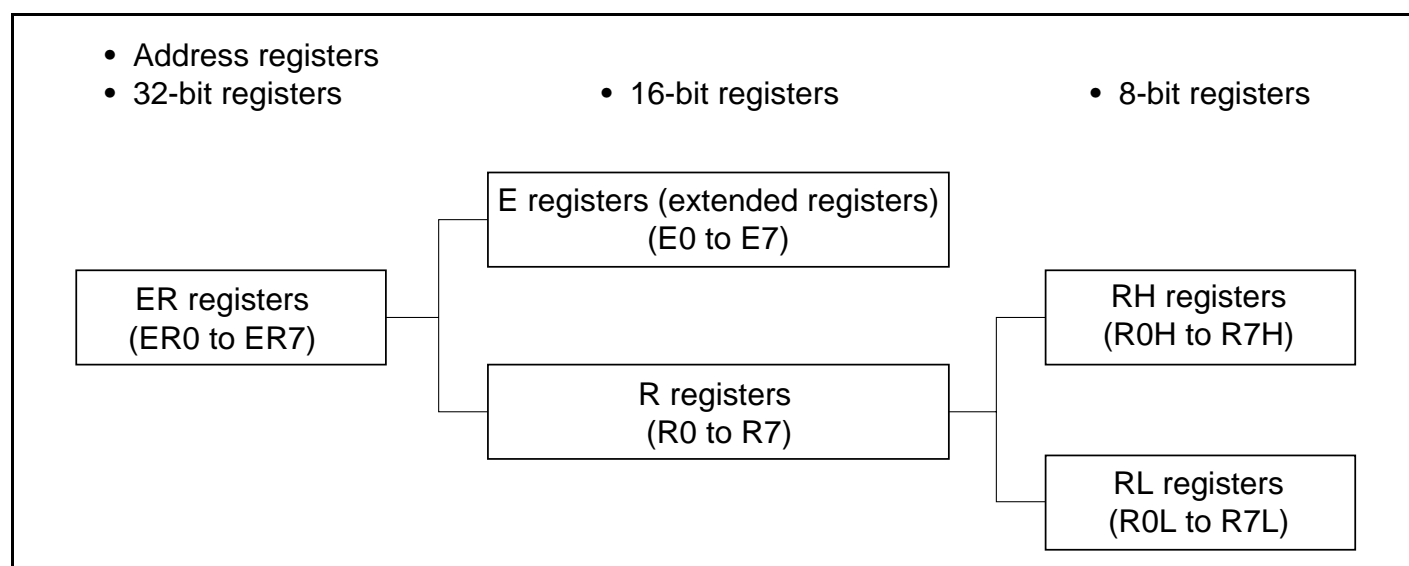 • Address registers
• 32-bit registers
• 16-bit registers
• 8-bit registers
E registers (extended registers)
(E0 to E7)
ER registers
(ER0 to ER7)
RH registers
(R0H to R7H)
R registers
(R0 to R7)
RL registers
(R0L to R7L)